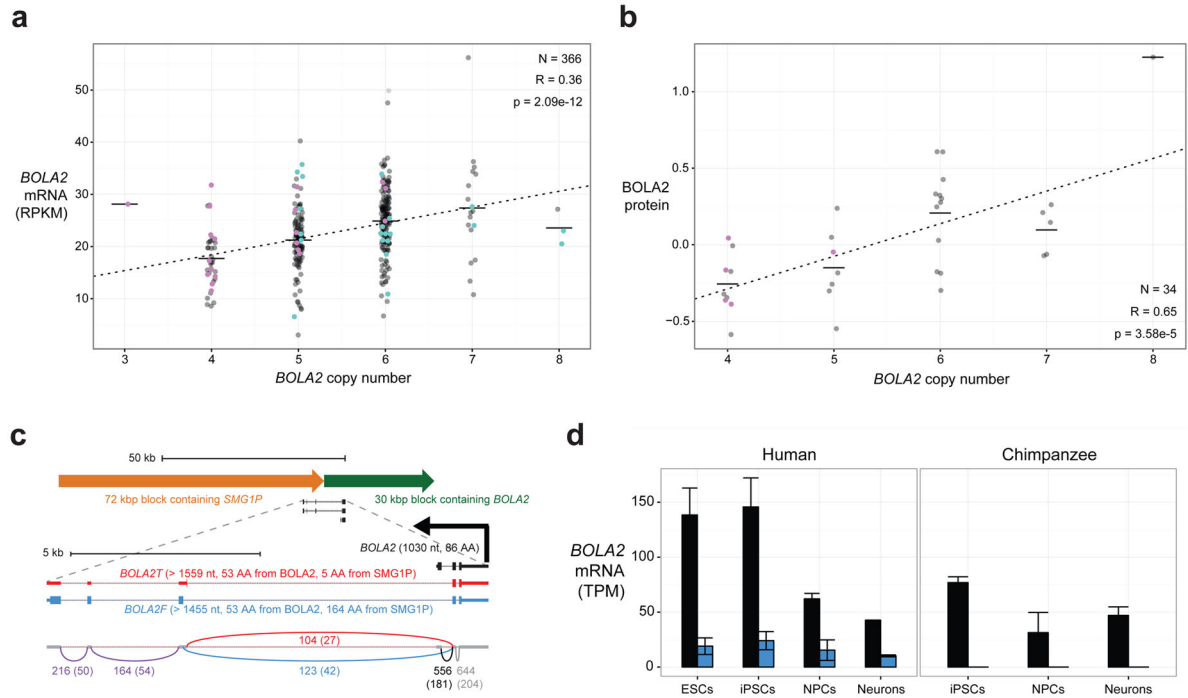 a
BOLA2
mRNA
(RPKM)
50
40
30
20
10
N = 366
R = 0.36
p = 2.09e-12
3 4 5 6 7 8
BOLA2 copy number
b
BOLA2
protein
1.0
0.5
0.0
−0.5
N = 34
R = 0.65
p = 3.58e-5
4 5 6 7 8
BOLA2 copy number
c
50 kb
72 kbp block containing SMG1P
30 kbp block containing BOLA2
5 kb
BOLA2 (1030 nt, 86 AA)
BOLA2T (> 1559 nt, 53 AA from BOLA2, 5 AA from SMG1P)
BOLA2F (> 1455 nt, 53 AA from BOLA2, 164 AA from SMG1P)
104 (27)
216 (50)
164 (54)
123 (42)
556
(181)
644
(204)
d
Human
Chimpanzee
BOLA2
mRNA
(TPM)
150
100
50
0
ESCs iPSCs NPCs Neurons
iPSCs NPCs Neurons